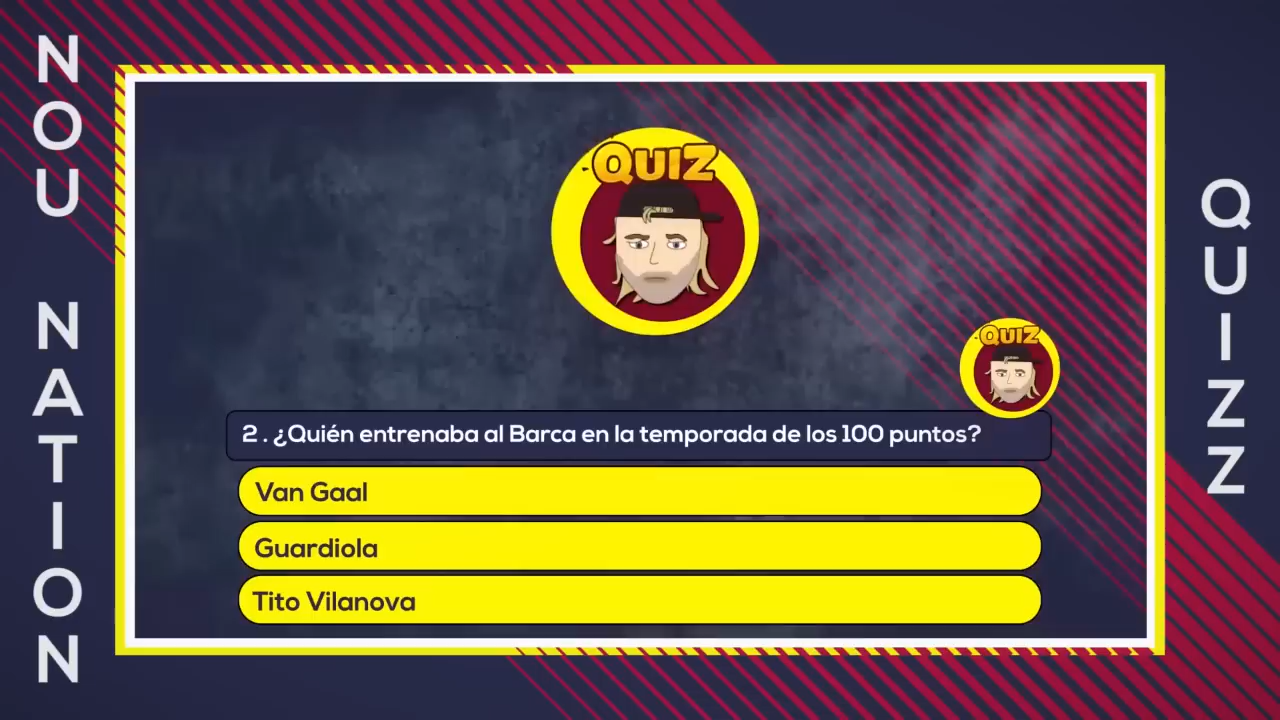 NOU NATION
QUIZ
QUIZ
2 . ¿Quién entrenaba al Barca en la temporada de los 100 puntos?
Van Gaal
Guardiola
Tito Vilanova
QUIZZ